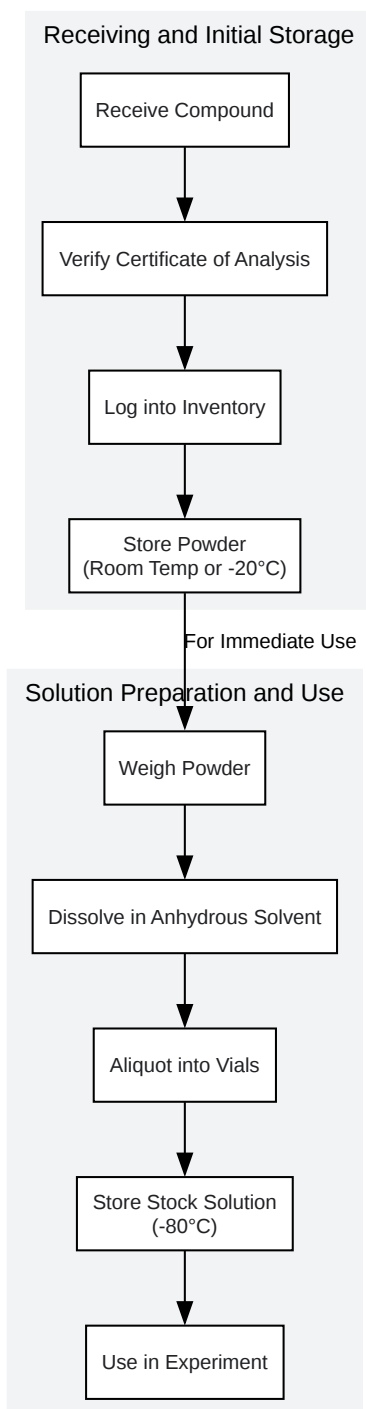 Receiving and Initial Storage
Receive Compound
Verify Certificate of Analysis
Log into Inventory
Store Powder
(Room Temp or -20°C)
For Immediate Use
Solution Preparation and Use
Weigh Powder
Dissolve in Anhydrous Solvent
Aliquot into Vials
Store Stock Solution
(-80°C)
Use in Experiment